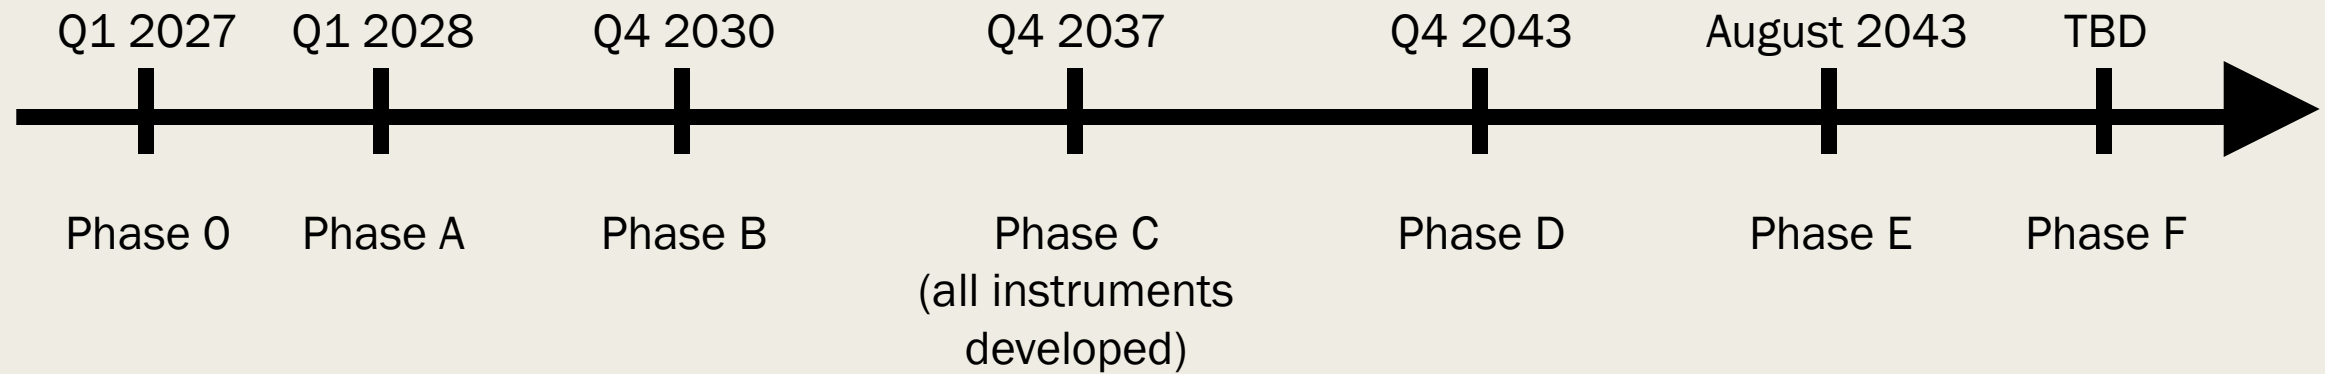 Q1 2027 Q1 2028 Q4 2030 Q4 2037 Q4 2043 August 2043 TBD
Phase 0 Phase A Phase B Phase C Phase D Phase E Phase F
(all instruments
developed)